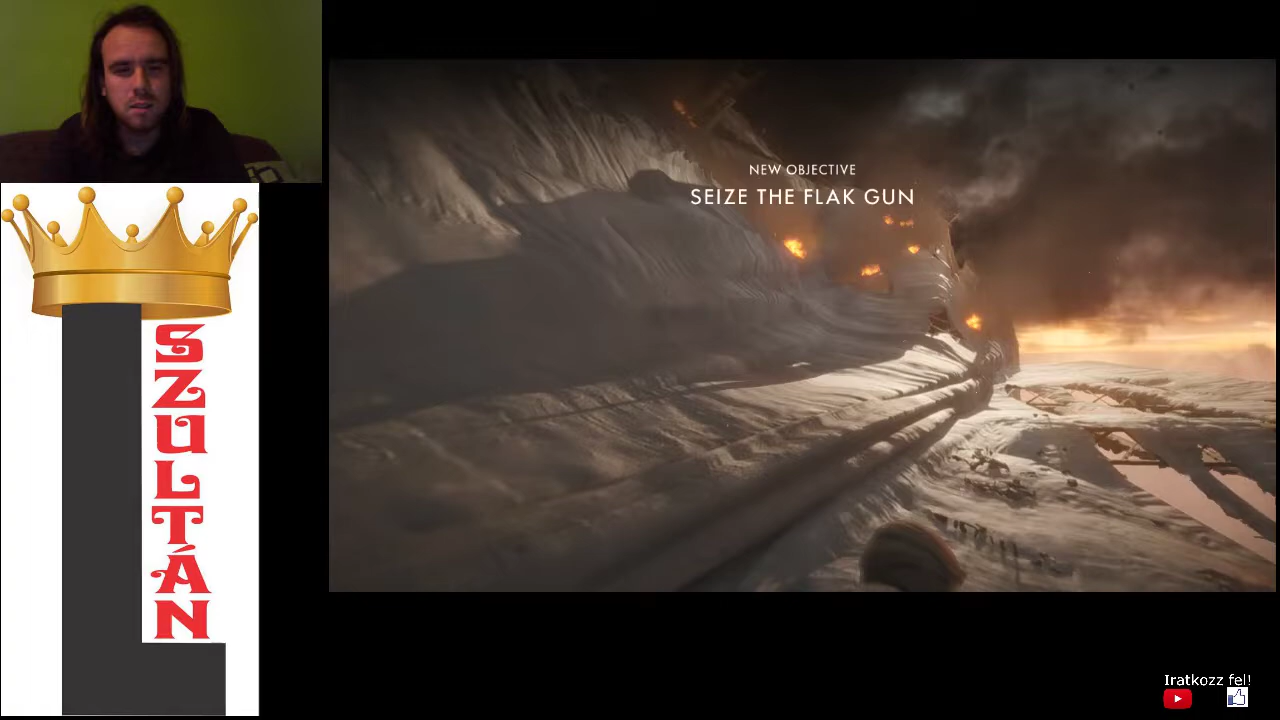 NEW OBJECTIVE
SEIZE THE FLAK GUN
L
SZULTÁN
Iratkozz fel!